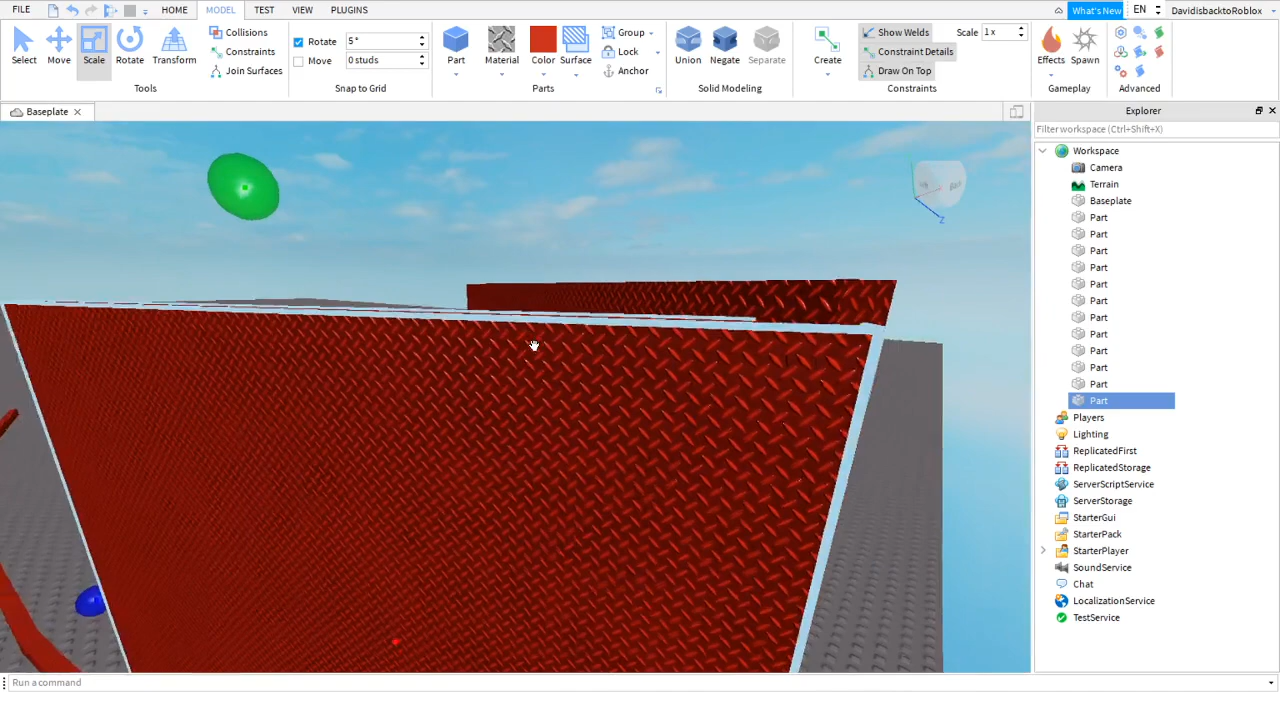 FILE HOME MODEL TEST VIEW PLUGINS What's New EN DavidisbacktoRoblox
Select Move Scale Rotate Transform
Collisions
Constraints
Join Surfaces
Tools
Rotate 5 °
Move 0 studs
Snap to Grid
Part Material Color Surface
Group
Lock
Anchor
Parts
Union Negate Separate
Solid Modeling
Create
Show Welds Scale 1 x
Constraint Details
Draw On Top
Constraints
Effects Spawn
Gameplay
Advanced
Baseplate
Explorer
Filter workspace (Ctrl+Shift+X)
Workspace
Camera
Terrain
Baseplate
Part
Part
Part
Part
Part
Part
Part
Part
Part
Part
Part
Part
Players
Lighting
ReplicatedFirst
ReplicatedStorage
ServerScriptService
ServerStorage
StarterGui
StarterPack
StarterPlayer
SoundService
Chat
LocalizationService
TestService
Z
Run a command